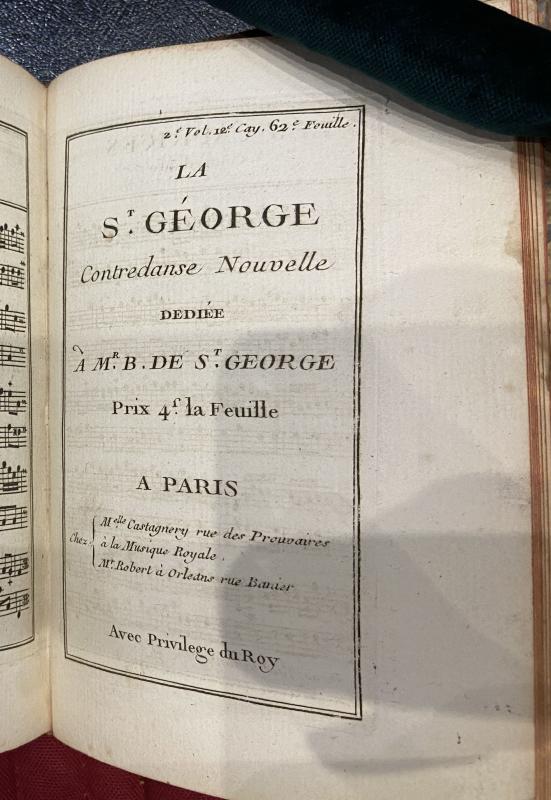 2.e Vol. 12.e Cay. 62.e Feuille.
LA
S.T GÉORGE
Contredanse Nouvelle
DEDIÉE
À M.R B. DE S.T GEORGE
Prix 4.f la Feuille
A PARIS
Chez. { M.elle Castagnery rue des Prouvaires
à la Musique Royale.
M.r Robert à Orleans rue Banier
Avec Privilege du Roy